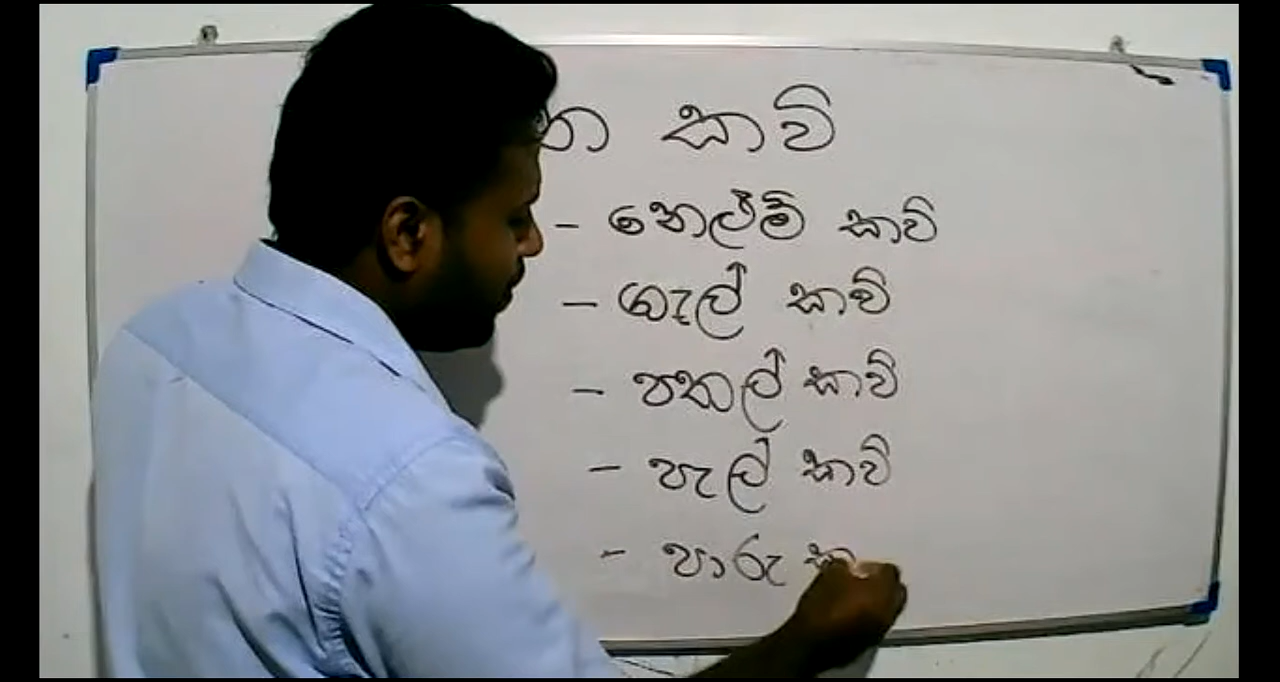 කවි
- නෙළුම් කවි
- ගැල් කවි
- පතල් කවි
- පැල් කවි
- පාරු